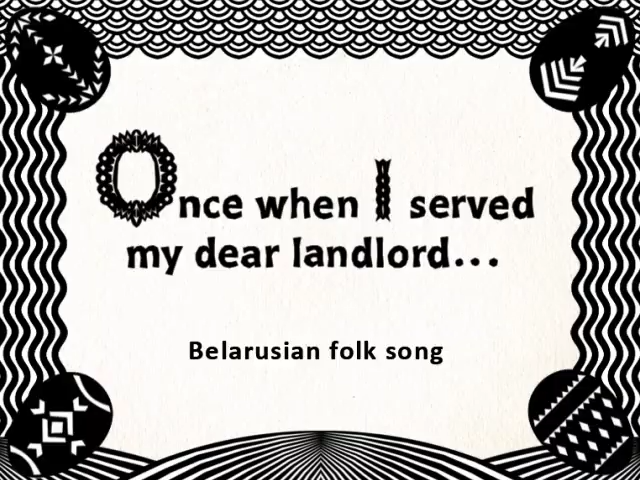 Once when I served
my dear landlord...
Belarusian folk song